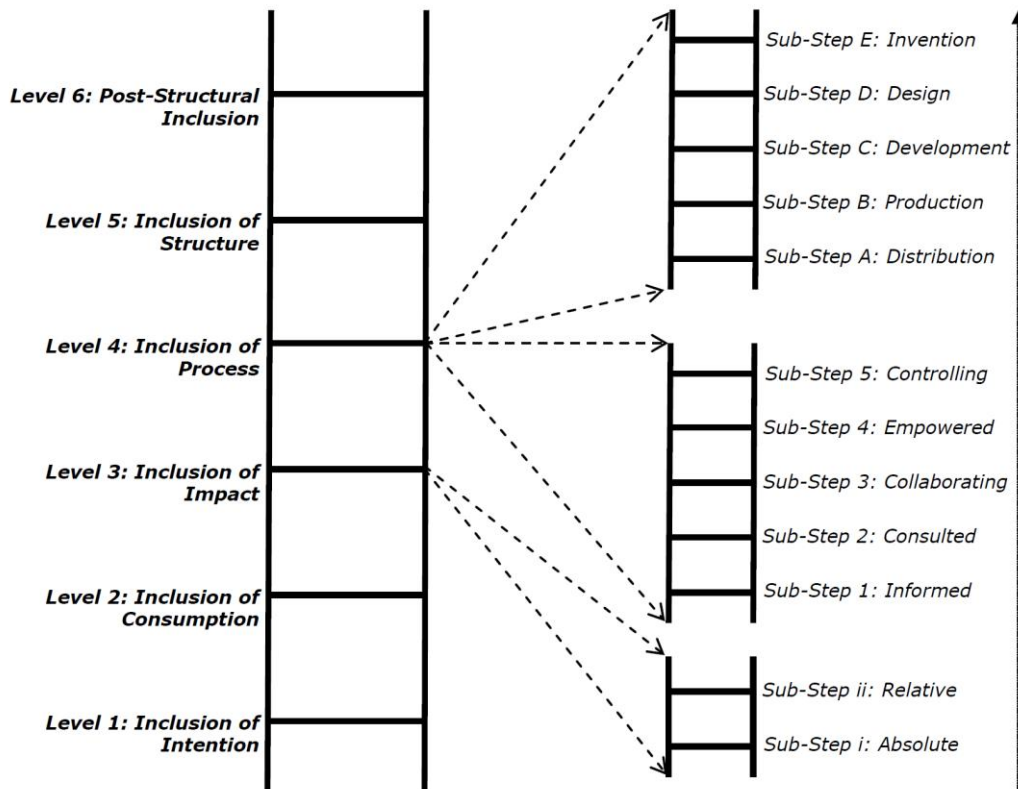 Level 6: Post-Structural
Inclusion
Level 5: Inclusion of
Structure
Level 4: Inclusion of
Process
Level 3: Inclusion of
Impact
Level 2: Inclusion of
Consumption
Level 1: Inclusion of
Intention
Sub-Step E: Invention
Sub-Step D: Design
Sub-Step C: Development
Sub-Step B: Production
Sub-Step A: Distribution
Sub-Step 5: Controlling
Sub-Step 4: Empowered
Sub-Step 3: Collaborating
Sub-Step 2: Consulted
Sub-Step 1: Informed
Sub-Step ii: Relative
Sub-Step i: Absolute